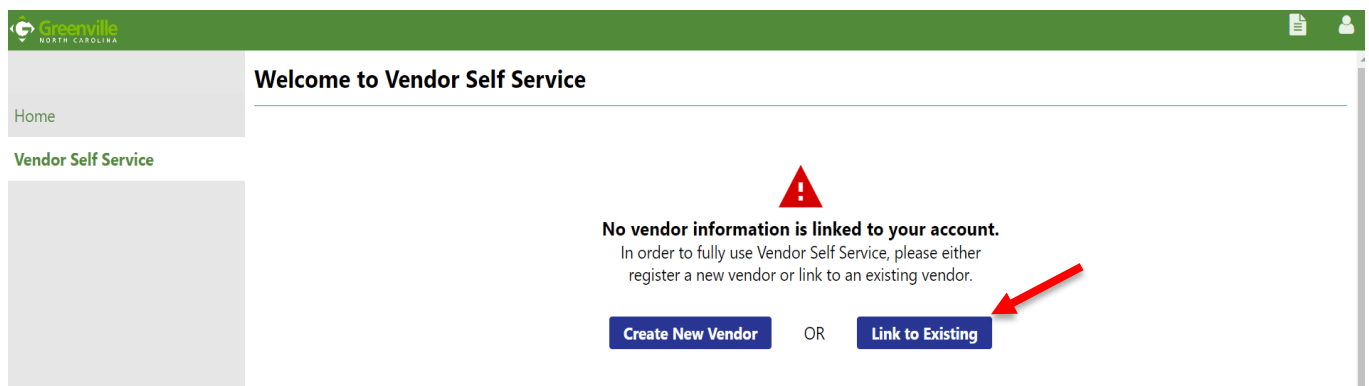 Greenville
NORTH CAROLINA
Welcome to Vendor Self Service
Home
Vendor Self Service
No vendor information is linked to your account.
In order to fully use Vendor Self Service, please either
register a new vendor or link to an existing vendor.
Create New Vendor OR Link to Existing